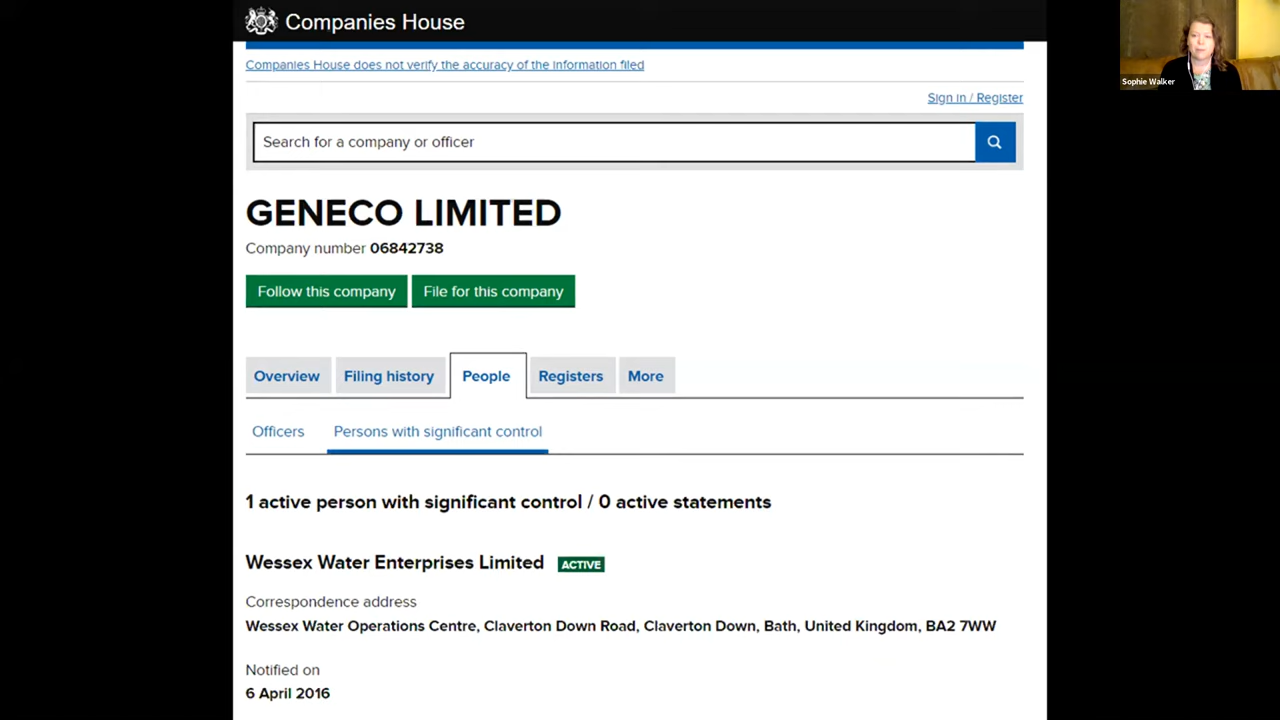 Companies House
Companies House does not verify the accuracy of the information filed
Sign in / Register
Search for a company or officer
GENECO LIMITED
Company number 06842738
Follow this company File for this company
Overview Filing history People Registers More
Officers Persons with significant control
1 active person with significant control / 0 active statements
Wessex Water Enterprises Limited ACTIVE
Correspondence address
Wessex Water Operations Centre, Claverton Down Road, Claverton Down, Bath, United Kingdom, BA2 7WW
Notified on
6 April 2016
Sophie Walker